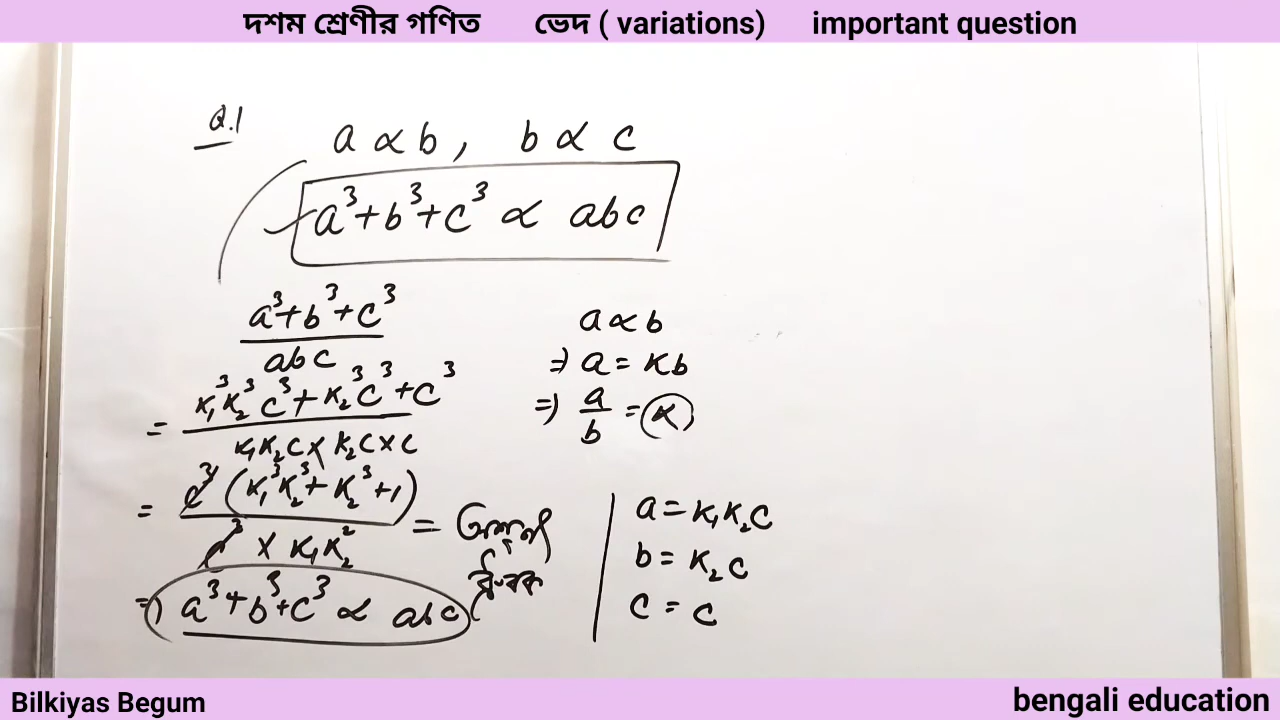 দশম শ্রেণীর গণিত ভেদ ( variations) important question
Q.1
a ∝ b, b ∝ c
a³+b³+c³ ∝ abc
a³+b³+c³ / abc
= K₁³K₂³c³+K₂³c³+c³ / K₁K₂c×K₂c×c
= c³(K₁³K₂³+K₂³+1) / c³ × K₁K₂² =
ধ্রুবক
⇒ a³+b³+c³ ∝ abc
a ∝ b
⇒ a = Kb
⇒ a/b = K
a = K₁K₂c
b = K₂c
c = c
Bilkiyas Begum
bengali education